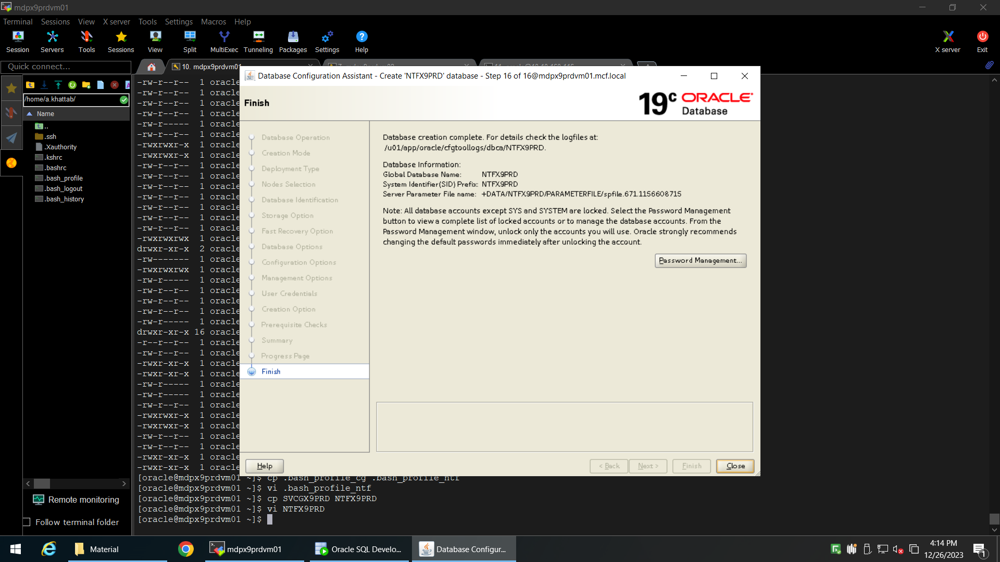 mdpx9prdvm01
Terminal Sessions View X server Tools Settings Macros Help
Session Servers Tools Sessions View Split MultiExec Tunneling Packages Settings Help X server Exit
Quick connect...
10. mdpx9prdvm01
/home/a.khattab/
Name
..
.ssh
.Xauthority
.kshrc
.bashrc
.bash_profile
.bash_logout
.bash_history
Remote monitoring
Follow terminal folder
-rw-r--r-- 1 oracle
-rw-r--r-- 1 oracle
-rw-r--r-- 1 oracle
-rw-r--r-- 1 oracle
-rw-r----- 1 oracle
-rw-r--r-- 1 oracle
-rwxrwxr-x 1 oracle
-rwxrwxr-x 1 oracle
-rw-r--r-- 1 oracle
-rw-r--r-- 1 oracle
-rw-r--r-- 1 oracle
-rw-r--r-- 1 oracle
-rw-r--r-- 1 oracle
-rw-r--r-- 1 oracle
-rw-r--r-- 1 oracle
-rwxrwxrwx 1 oracle
drwxr-xr-x 2 oracle
-rw------- 1 oracle
-rwxrwxrwx 1 oracle
-rw-r----- 1 oracle
-rw-r--r-- 1 oracle
-rw-r--r-- 1 oracle
-rw-r--r-- 1 oracle
-rw-r----- 1 oracle
drwxr-xr-x 16 oracle
-r--r--r-- 1 oracle
-rw-r--r-- 1 oracle
-rwxr-xr-x 1 oracle
-rwxr-xr-x 1 oracle
-rw-r----- 1 oracle
-rw-r----- 1 oracle
-rw-r--r-- 1 oracle
-rwxrwxr-x 1 oracle
-rwxrwxr-x 1 oracle
-rw-r--r-- 1 oracle
-rw-r--r-- 1 oracle
-rwxr-xr-x 1 oracle
-rwxr-xr-x 1 oracle
[oracle@mdpx9prdvm01 ~]$ cp .bash_profile_cg .bash_profile_ntf
[oracle@mdpx9prdvm01 ~]$ vi .bash_profile_ntf
[oracle@mdpx9prdvm01 ~]$ cp SVCGX9PRD NTFX9PRD
[oracle@mdpx9prdvm01 ~]$ vi NTFX9PRD
[oracle@mdpx9prdvm01 ~]$
Database Configuration Assistant - Create 'NTFX9PRD' database - Step 16 of 16@mdpx9prdvm01.mcf.local
Finish
19c ORACLE
Database
Database Operation
Creation Mode
Deployment Type
Nodes Selection
Database Identification
Storage Option
Fast Recovery Option
Database Options
Configuration Options
Management Options
User Credentials
Creation Option
Prerequisite Checks
Summary
Progress Page
Finish
Database creation complete. For details check the logfiles at:
/u01/app/oracle/cfgtoollogs/dbca/NTFX9PRD.
Database Information:
Global Database Name: NTFX9PRD
System Identifier(SID) Prefix: NTFX9PRD
Server Parameter File name: +DATA/NTFX9PRD/PARAMETERFILE/spfile.671.1156608715
Note: All database accounts except SYS and SYSTEM are locked. Select the Password Management
button to view a complete list of locked accounts or to manage the database accounts. From the
Password Management window, unlock only the accounts you will use. Oracle strongly recommends
changing the default passwords immediately after unlocking the account.
Password Management...
Help < Back Next > Finish Close
Material mdpx9prdvm01 Oracle SQL Develo... Database Configur...
4:14 PM
12/26/2023
1